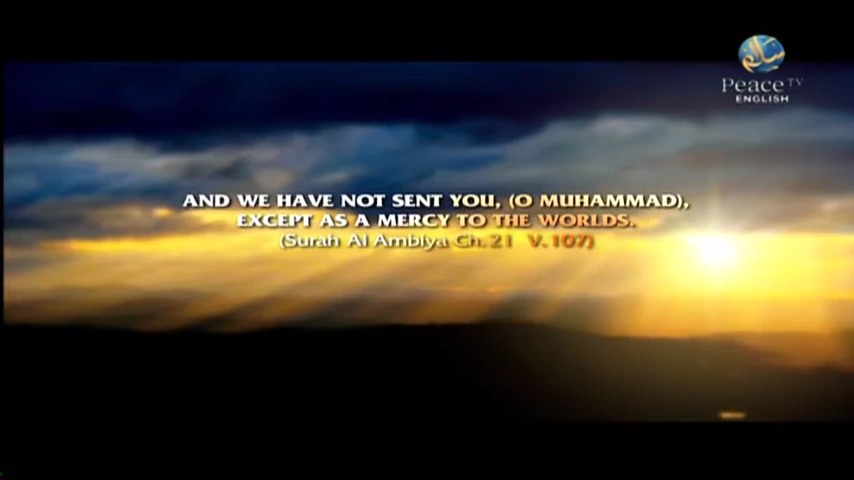 سلام
Peace TV
ENGLISH
AND WE HAVE NOT SENT YOU, (O MUHAMMAD),
EXCEPT AS A MERCY TO THE WORLDS.
(Surah Al Ambiya Ch. 21 V. 107)